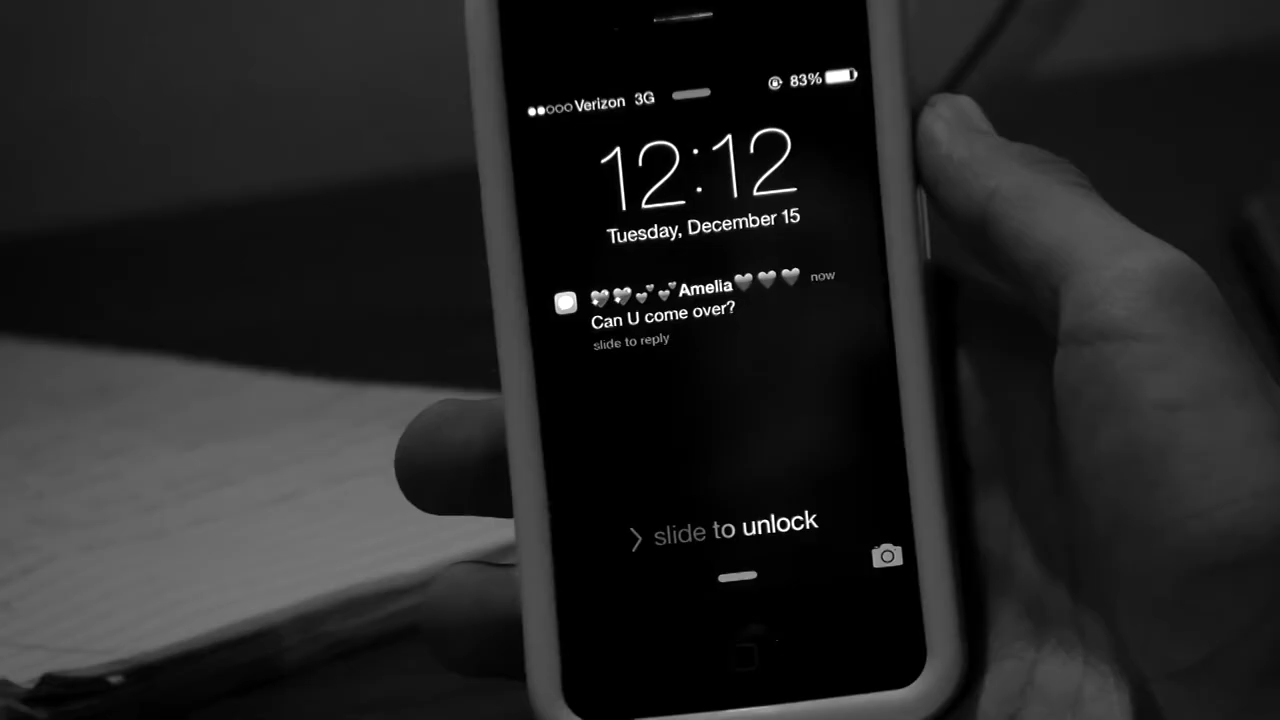 Verizon 3G 83%
12:12
Tuesday, December 15
💖💖💕💕Amelia❤❤❤ now
Can U come over?
slide to reply
> slide to unlock